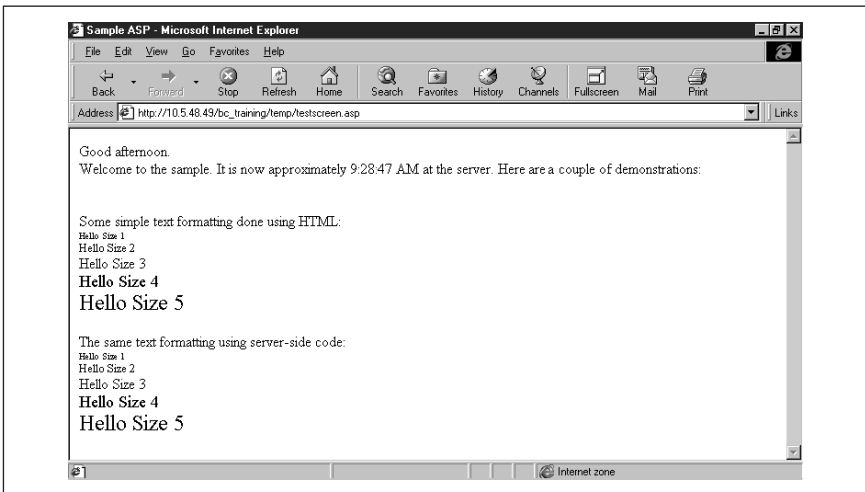 Sample ASP - Microsoft Internet Explorer
File Edit View Go Favorites Help
Back Forward Stop Refresh Home Search Favorites History Channels Fullscreen Mail Print
Address http://10.5.48.49/bc_training/temp/testscreen.asp Links
Good afternoon.
Welcome to the sample. It is now approximately 9:28:47 AM at the server. Here are a couple of demonstrations:
Some simple text formatting done using HTML:
Hello Size 1
Hello Size 2
Hello Size 3
Hello Size 4
Hello Size 5
The same text formatting using server-side code:
Hello Size 1
Hello Size 2
Hello Size 3
Hello Size 4
Hello Size 5
Internet zone